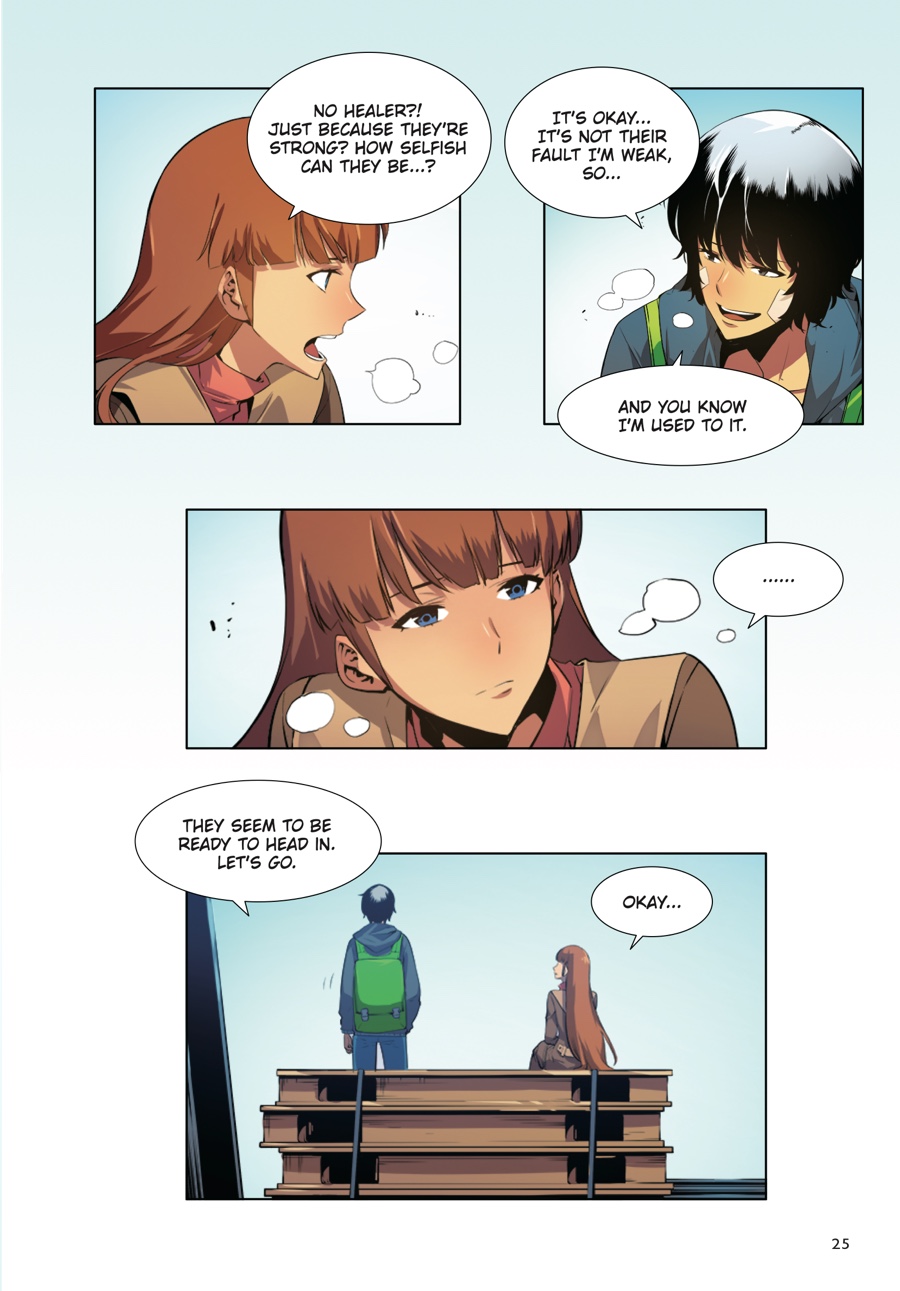 NO HEALER?!
JUST BECAUSE THEY'RE
STRONG? HOW SELFISH
CAN THEY BE...?
IT'S OKAY...
IT'S NOT THEIR
FAULT I'M WEAK,
SO...
AND YOU KNOW
I'M USED TO IT.
......
THEY SEEM TO BE
READY TO HEAD IN.
LET'S GO.
OKAY...
25